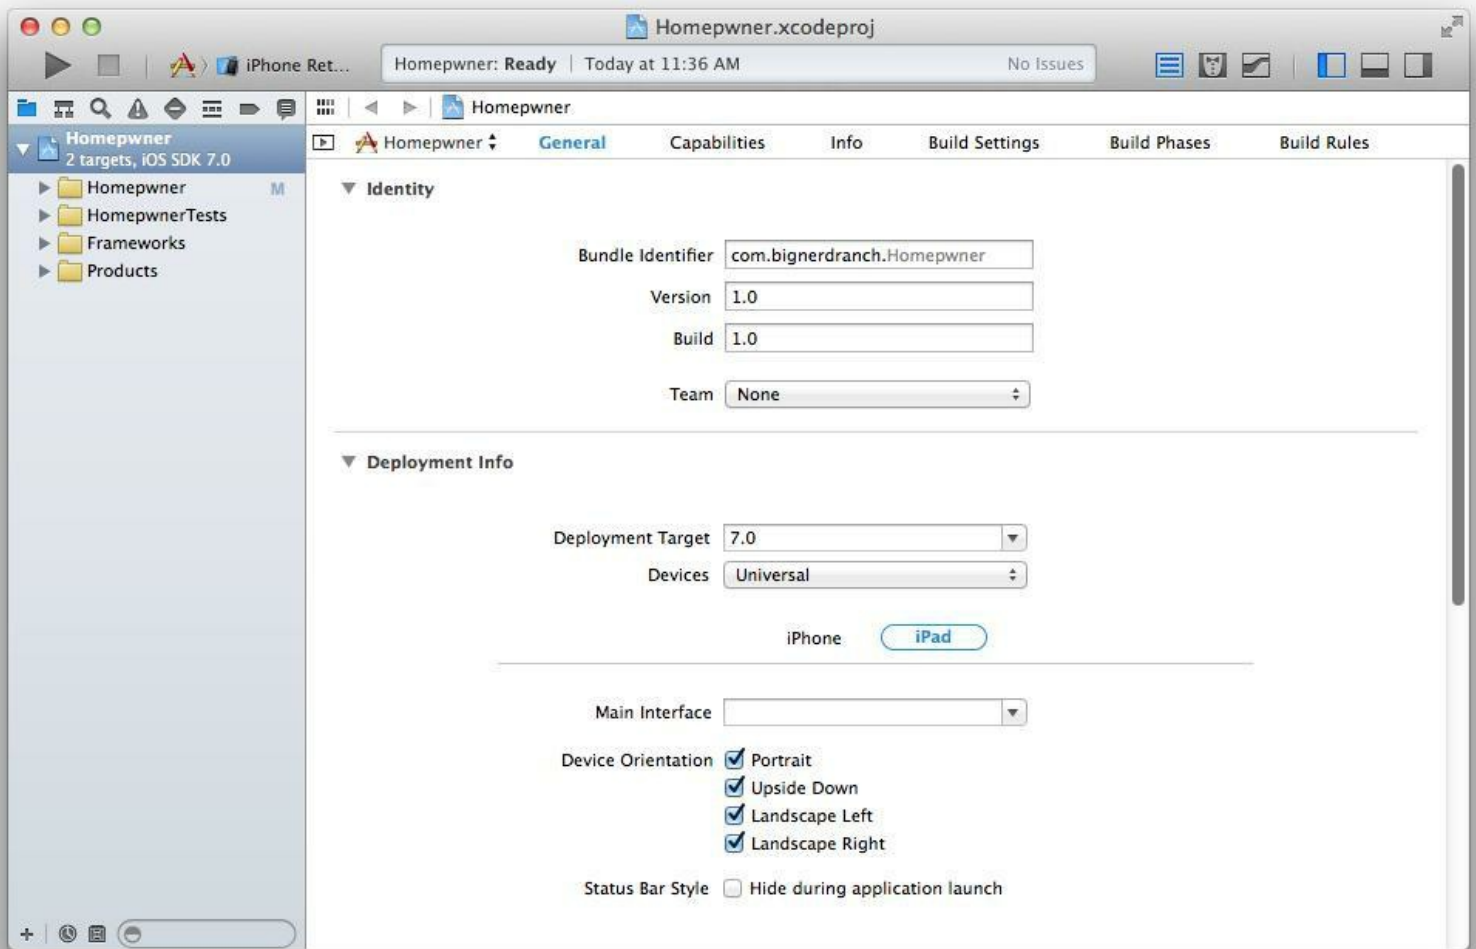 Homepwner.xcodeproj
iPhone Ret...
Homepwner: Ready | Today at 11:36 AM
No Issues
Homepwner
Homepwner
2 targets, iOS SDK 7.0
Homepwner M
HomepwnerTests
Frameworks
Products
Homepwner General Capabilities Info Build Settings Build Phases Build Rules
Identity
Bundle Identifier com.bignerdranch.Homepwner
Version 1.0
Build 1.0
Team None
Deployment Info
Deployment Target 7.0
Devices Universal
iPhone iPad
Main Interface
Device Orientation Portrait
Upside Down
Landscape Left
Landscape Right
Status Bar Style Hide during application launch